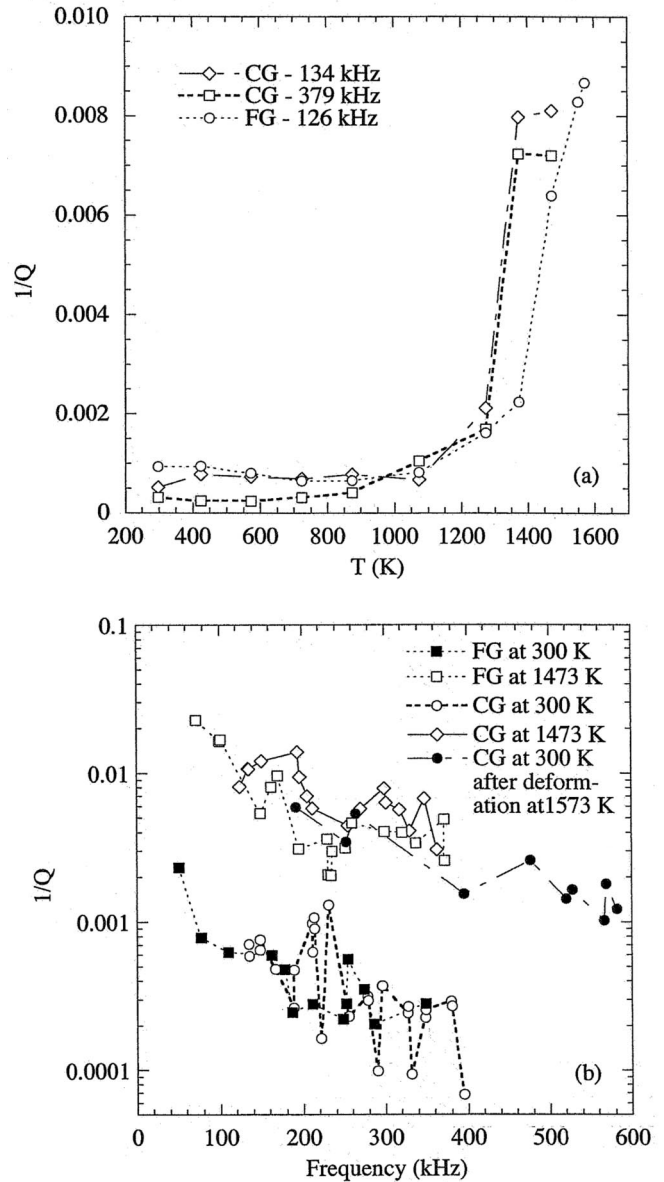 0.010
CG - 134 kHz
CG - 379 kHz
FG - 126 kHz
0.008
0.006
1/Q
0.004
0.002
(a)
0
200 400 600 800 1000 1200 1400 1600
T (K)
0.1
FG at 300 K
FG at 1473 K
CG at 300 K
CG at 1473 K
CG at 300 K
after deform-
ation at1573 K
0.01
1/Q
0.001
0.0001
(b)
0 100 200 300 400 500 600
Frequency (kHz)